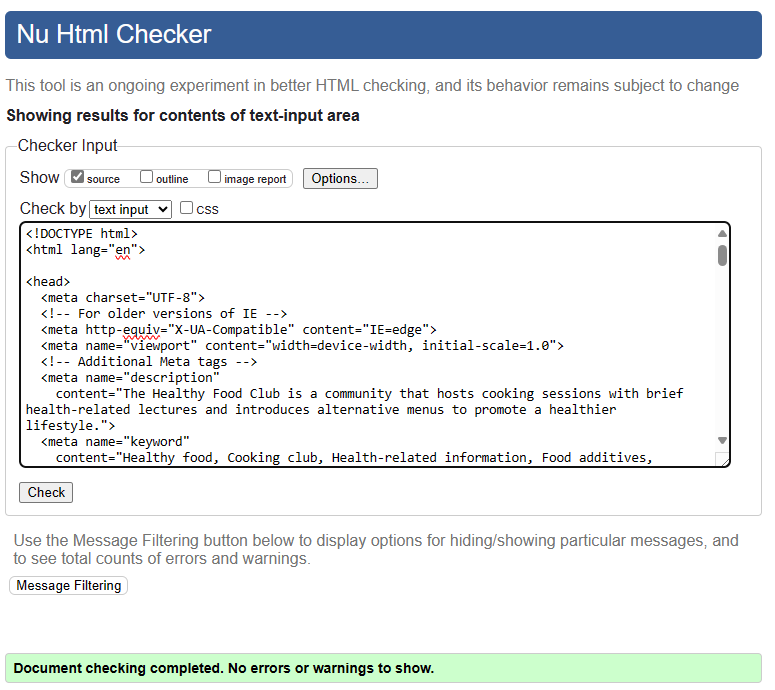 Nu Html Checker
This tool is an ongoing experiment in better HTML checking, and its behavior remains subject to change
Showing results for contents of text-input area
Checker Input
Show source outline image report Options...
Check by text input css
<!DOCTYPE html>
<html lang="en">
<head>
<meta charset="UTF-8">
<!-- For older versions of IE -->
<meta http-equiv="X-UA-Compatible" content="IE=edge">
<meta name="viewport" content="width=device-width, initial-scale=1.0">
<!-- Additional Meta tags -->
<meta name="description"
content="The Healthy Food Club is a community that hosts cooking sessions with brief
health-related lectures and introduces alternative menus to promote a healthier
lifestyle.">
<meta name="keyword"
content="Healthy food, Cooking club, Health-related information, Food additives,
Check
Use the Message Filtering button below to display options for hiding/showing particular messages, and
to see total counts of errors and warnings.
Message Filtering
Document checking completed. No errors or warnings to show.